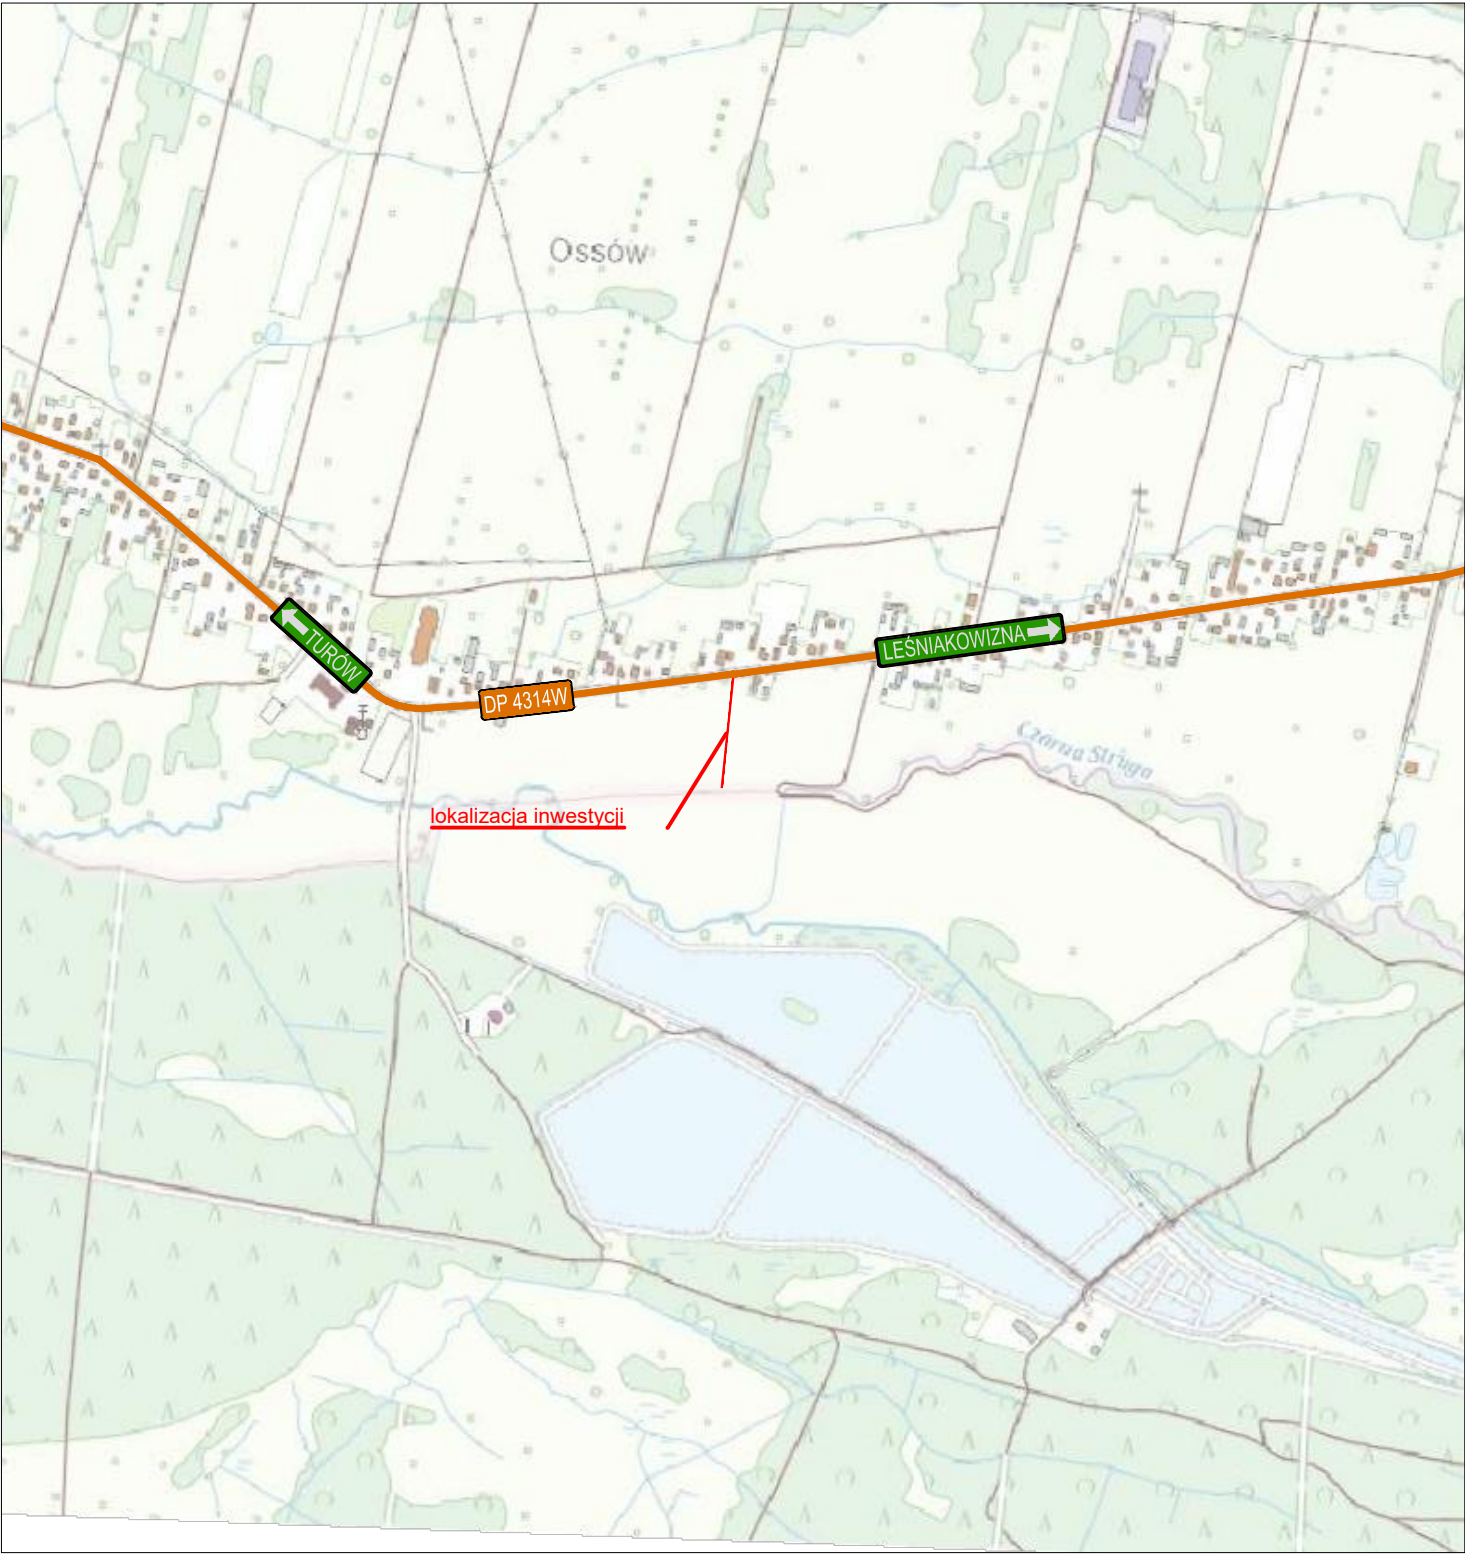 Ossów
TURÓW
LEŚNIAKOWIZNA
DP 4314W
Czarna Struga
lokalizacja inwestycji